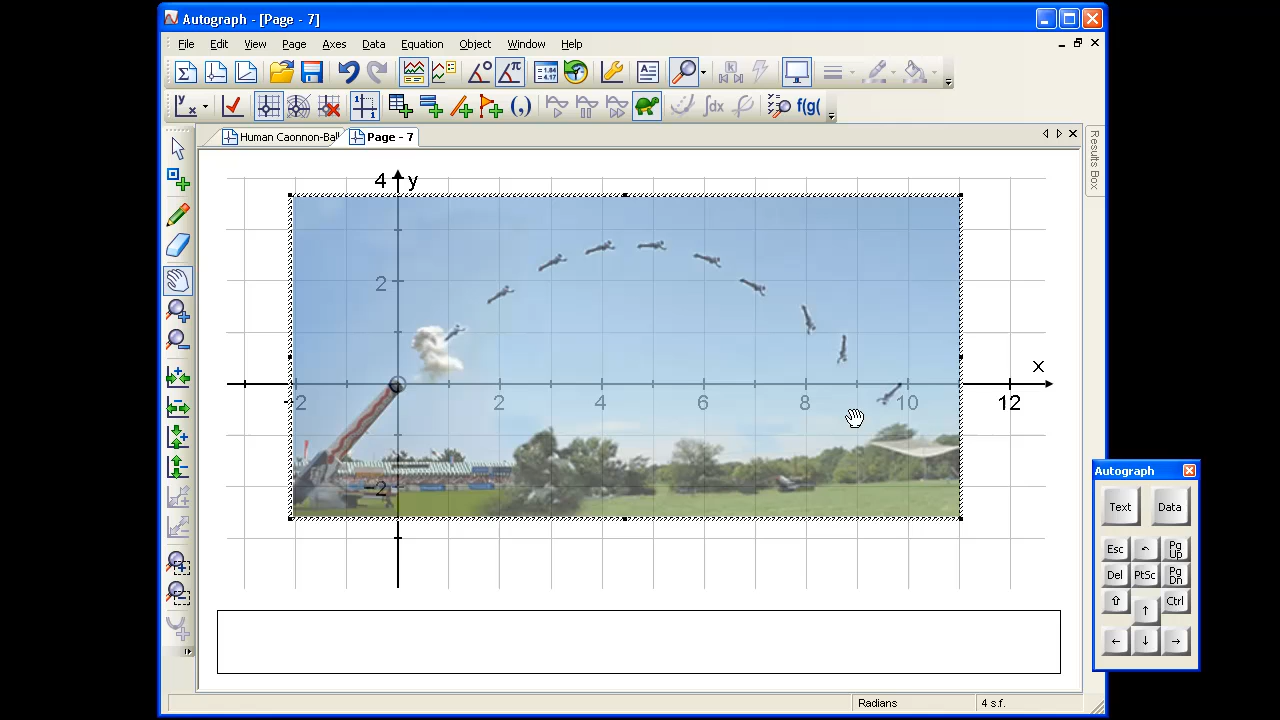 Autograph - [Page - 7]
File Edit View Page Axes Data Equation Object Window Help
f(g(
Human Caonnon-Ball Page - 7
Results Box
4 y
2
x
-2 2 4 6 8 10 12
-2
Autograph
Text Data
Esc Pg Up
Del PtSc Pg Dn
Ctrl
Radians 4 s.f.